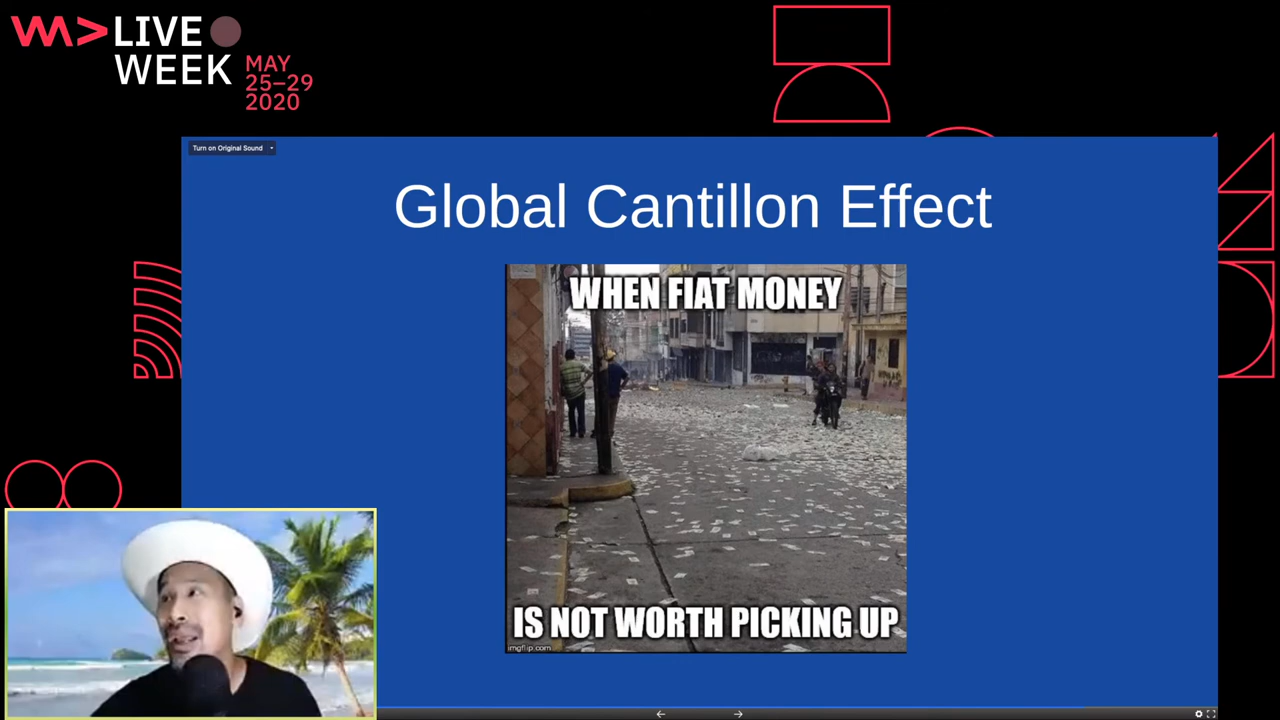 WA>LIVE
WEEK
MAY
25–29
2020
Turn on Original Sound
Global Cantillon Effect
WHEN FIAT MONEY
IS NOT WORTH PICKING UP
imgflip.com